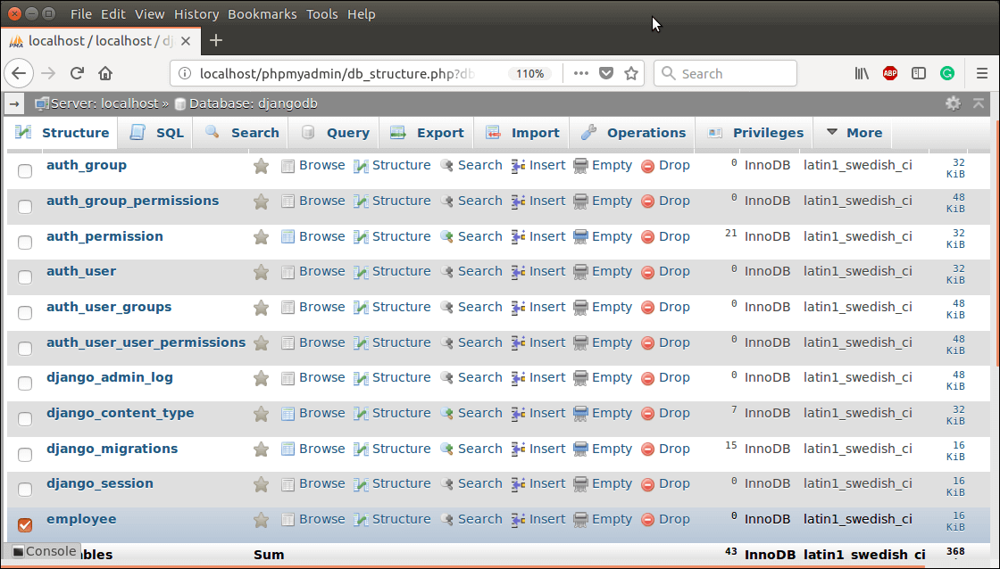 File Edit View History Bookmarks Tools Help
PMA localhost / localhost / dj
localhost/phpmyadmin/db_structure.php?db 110% Search ABP
Server: localhost » Database: djangodb
Structure SQL Search Query Export Import Operations Privileges More
auth_group Browse Structure Search Insert Empty Drop 0 InnoDB latin1_swedish_ci 32 KiB
auth_group_permissions Browse Structure Search Insert Empty Drop 0 InnoDB latin1_swedish_ci 48 KiB
auth_permission Browse Structure Search Insert Empty Drop 21 InnoDB latin1_swedish_ci 32 KiB
auth_user Browse Structure Search Insert Empty Drop 0 InnoDB latin1_swedish_ci 32 KiB
auth_user_groups Browse Structure Search Insert Empty Drop 0 InnoDB latin1_swedish_ci 48 KiB
auth_user_user_permissions Browse Structure Search Insert Empty Drop 0 InnoDB latin1_swedish_ci 48 KiB
django_admin_log Browse Structure Search Insert Empty Drop 0 InnoDB latin1_swedish_ci 48 KiB
django_content_type Browse Structure Search Insert Empty Drop 7 InnoDB latin1_swedish_ci 32 KiB
django_migrations Browse Structure Search Insert Empty Drop 15 InnoDB latin1_swedish_ci 16 KiB
django_session Browse Structure Search Insert Empty Drop 0 InnoDB latin1_swedish_ci 16 KiB
employee Browse Structure Search Insert Empty Drop 0 InnoDB latin1_swedish_ci 16 KiB
Console bles Sum 43 InnoDB latin1_swedish_ci 368